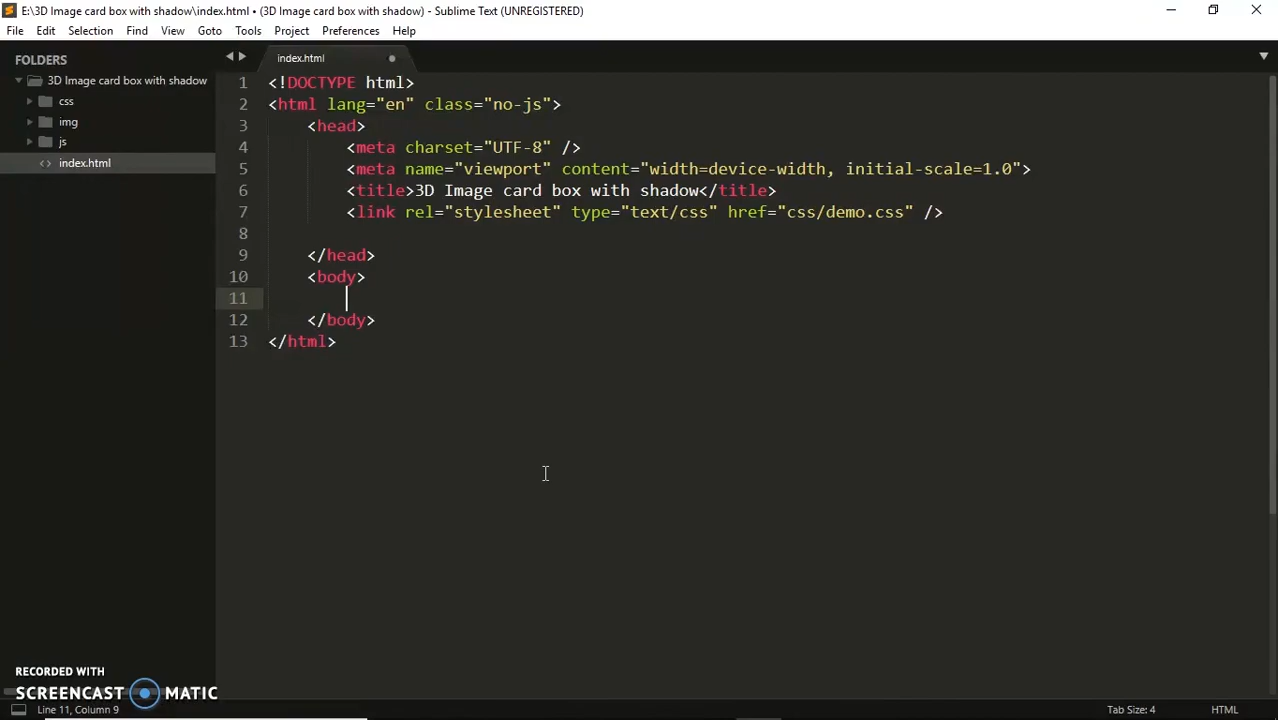 E:\3D Image card box with shadow\index.html • (3D Image card box with shadow) - Sublime Text (UNREGISTERED)
File Edit Selection Find View Goto Tools Project Preferences Help
FOLDERS
3D Image card box with shadow
css
img
js
index.html
index.html
1 <!DOCTYPE html>
2 <html lang="en" class="no-js">
3 <head>
4 <meta charset="UTF-8" />
5 <meta name="viewport" content="width=device-width, initial-scale=1.0">
6 <title>3D Image card box with shadow</title>
7 <link rel="stylesheet" type="text/css" href="css/demo.css" />
8
9 </head>
10 <body>
11
12 </body>
13 </html>
RECORDED WITH
SCREENCAST MATIC
Line 11, Column 9
Tab Size: 4
HTML